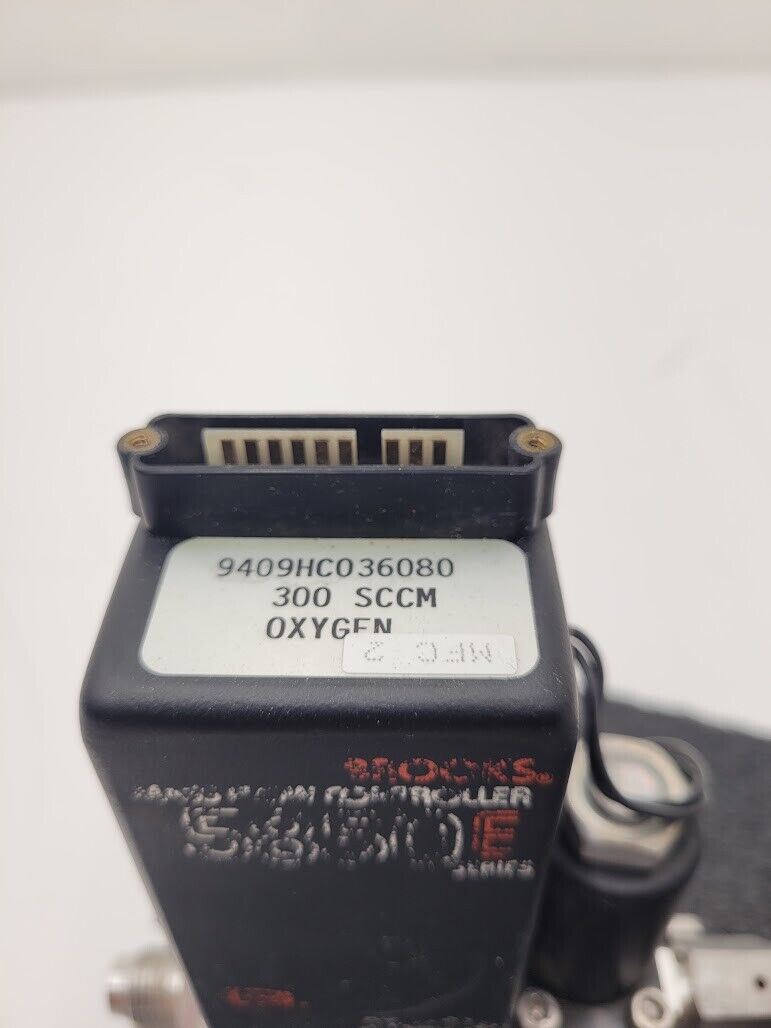 9409HC036080
300 SCCM
OXYGEN
MFC 2
BROOKS
MASS FLOW CONTROLLER
5850E
SERIES